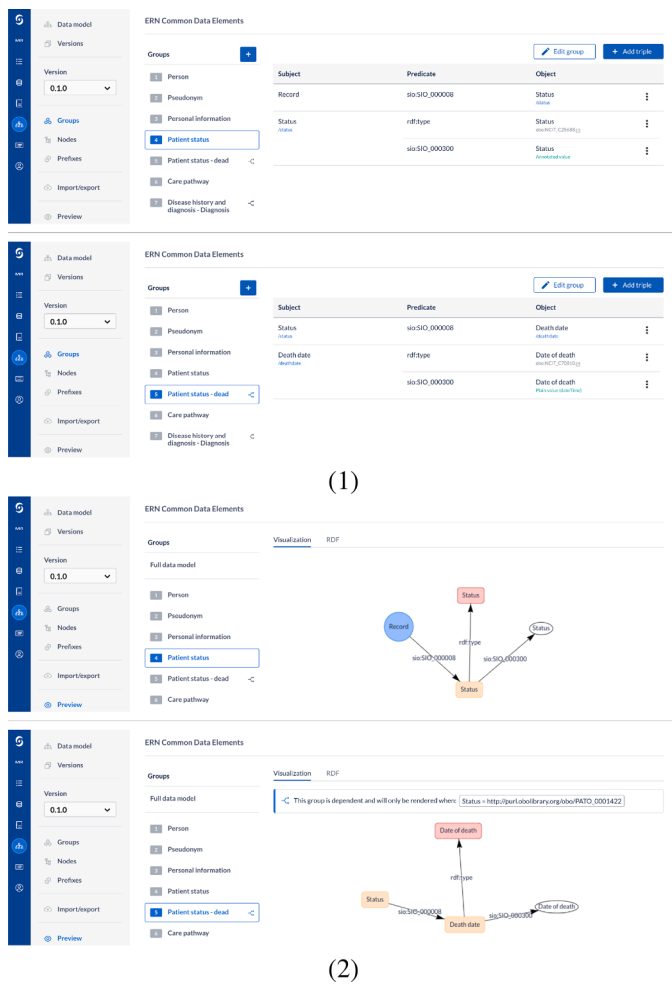 ERN Common Data Elements
Data model
Versions
Version
0.1.0
Groups
Nodes
Prefixes
Import/export
Preview
Groups
+
1 Person
2 Pseudonym
3 Personal information
4 Patient status
5 Patient status - dead
6 Care pathway
7 Disease history and
diagnosis - Diagnosis
Edit group
+ Add triple
Subject Predicate Object
Record sio:SIO_000008 Status
/status
Status rdf:type Status
/status
sio:SIO_000300 Status
Annotated value
ERN Common Data Elements
Data model
Versions
Version
0.1.0
Groups
Nodes
Prefixes
Import/export
Preview
Groups
+
1 Person
2 Pseudonym
3 Personal information
4 Patient status
5 Patient status - dead
6 Care pathway
7 Disease history and
diagnosis - Diagnosis
Edit group
+ Add triple
Subject Predicate Object
Status sio:SIO_000008 Death date
/status /deathdate
Death date rdf:type Date of death
/deathdate
sio:SIO_000300 Date of death
Plain value (dateTime)
(1)
ERN Common Data Elements
Data model
Versions
Version
0.1.0
Groups
Nodes
Prefixes
Import/export
Preview
Groups
Full data model
1 Person
2 Pseudonym
3 Personal information
4 Patient status
5 Patient status - dead
6 Care pathway
Visualization RDF
Status
Record
Status
rdf:type
sio:SIO_000008
sio:SIO_000300
Status
ERN Common Data Elements
Data model
Versions
Version
0.1.0
Groups
Nodes
Prefixes
Import/export
Preview
Groups
Full data model
1 Person
2 Pseudonym
3 Personal information
4 Patient status
5 Patient status - dead
6 Care pathway
Visualization RDF
This group is dependent and will only be rendered when: Status = http://purl.obolibrary.org/obo/PATO_0001422
Date of death
rdf:type
Status
Date of death
sio:SIO_000008
sio:SIO_000300
Death date
(2)